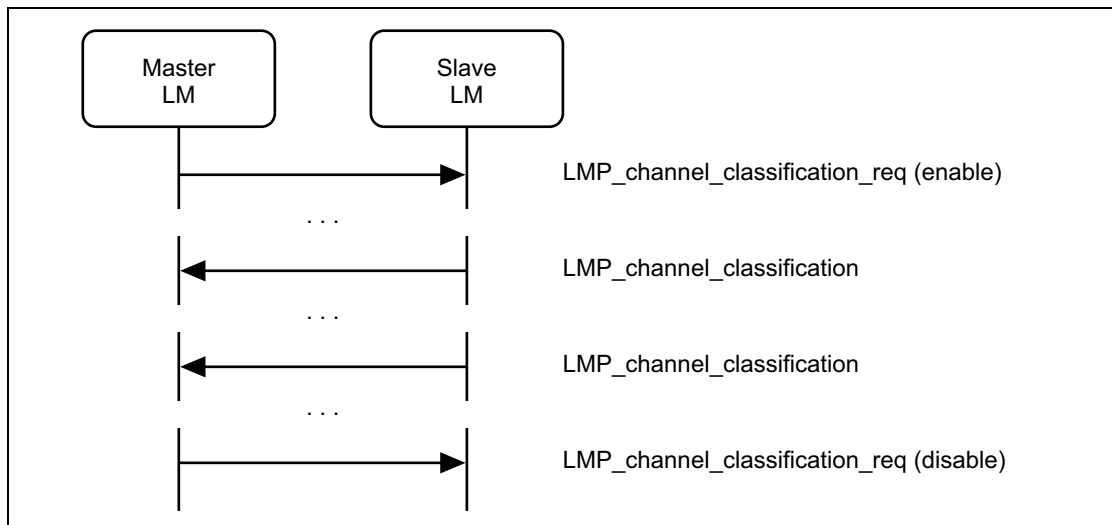 Master
LM
Slave
LM
LMP_channel_classification_req (enable)
. . .
LMP_channel_classification
. . .
LMP_channel_classification
. . .
LMP_channel_classification_req (disable)